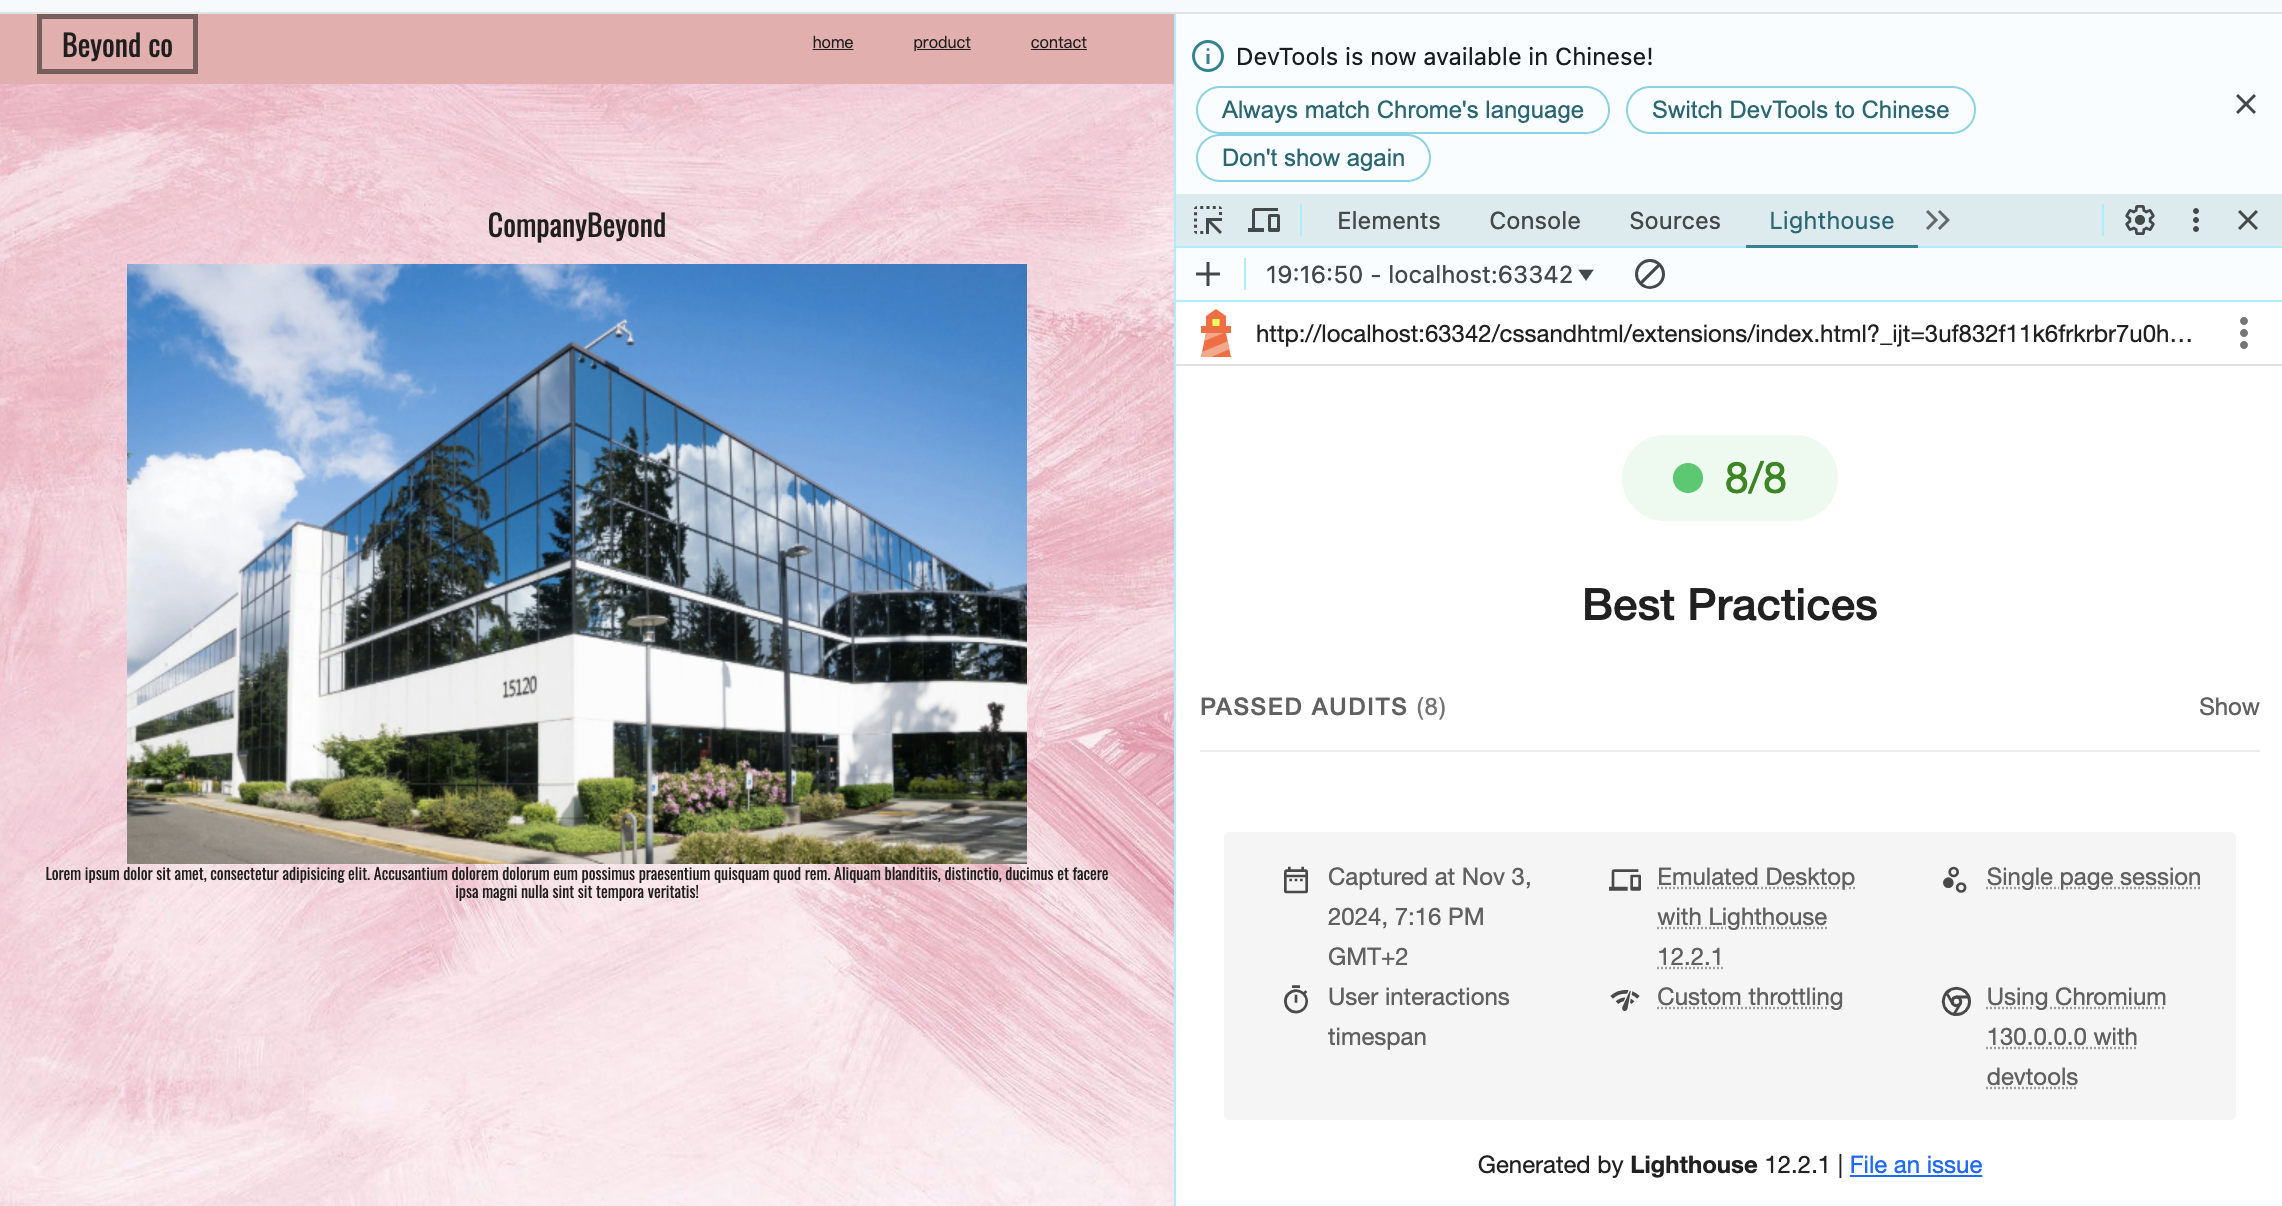 Beyond co
home product contact
CompanyBeyond
15120
Lorem ipsum dolor sit amet, consectetur adipisicing elit. Accusantium dolorem dolorum eum possimus praesentium quisquam quod rem. Aliquam blanditiis, distinctio, ducimus et facere
ipsa magni nulla sint sit tempora veritatis!
DevTools is now available in Chinese!
Always match Chrome's language
Switch DevTools to Chinese
Don't show again
Elements Console Sources Lighthouse
19:16:50 - localhost:63342
http://localhost:63342/cssandhtml/extensions/index.html?_ijt=3uf832f11k6frkrbr7u0h...
8/8
Best Practices
PASSED AUDITS (8)
Show
Captured at Nov 3,
2024, 7:16 PM
GMT+2
Emulated Desktop
with Lighthouse
12.2.1
Single page session
User interactions
timespan
Custom throttling
Using Chromium
130.0.0.0 with
devtools
Generated by Lighthouse 12.2.1 | File an issue